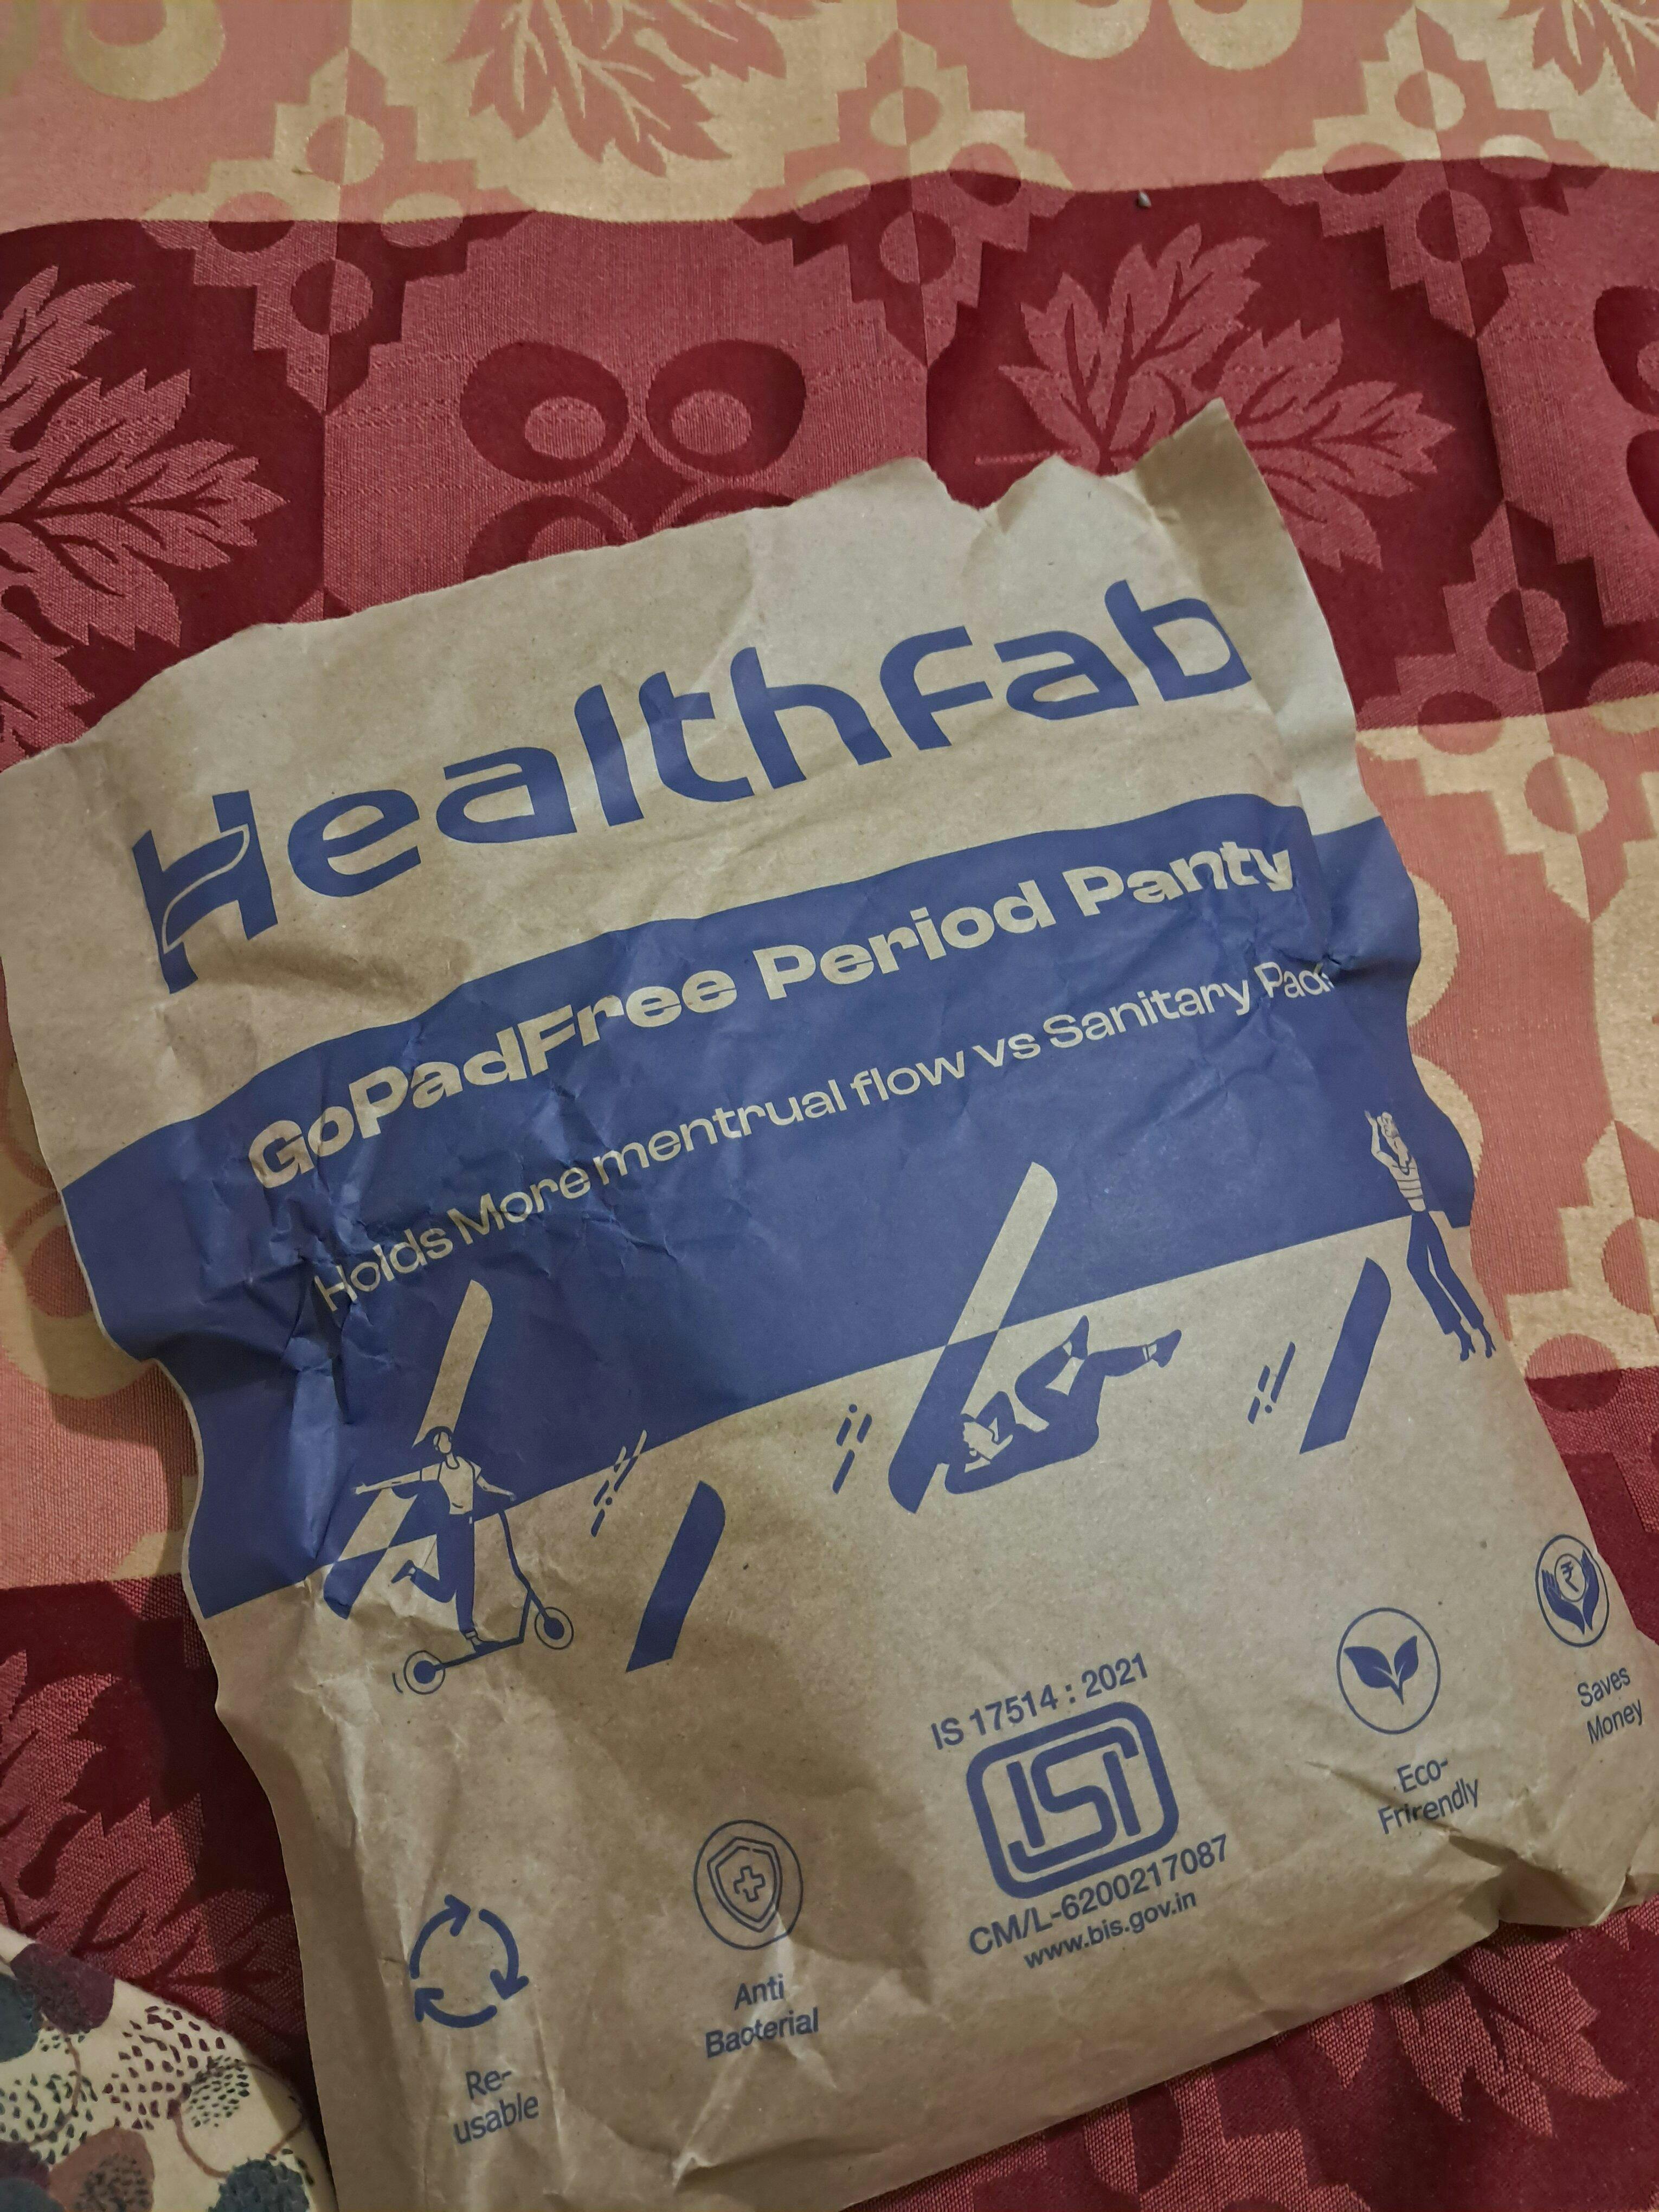 Healthfab
GoPadFree Period Panty
Holds More mentrual flow vs Sanitary Pads
IS 17514 : 2021
ISI
CM/L-6200217087
www.bis.gov.in
Re-
usable
Anti
Bacterial
Eco-
Frirendly
₹
Saves
Money